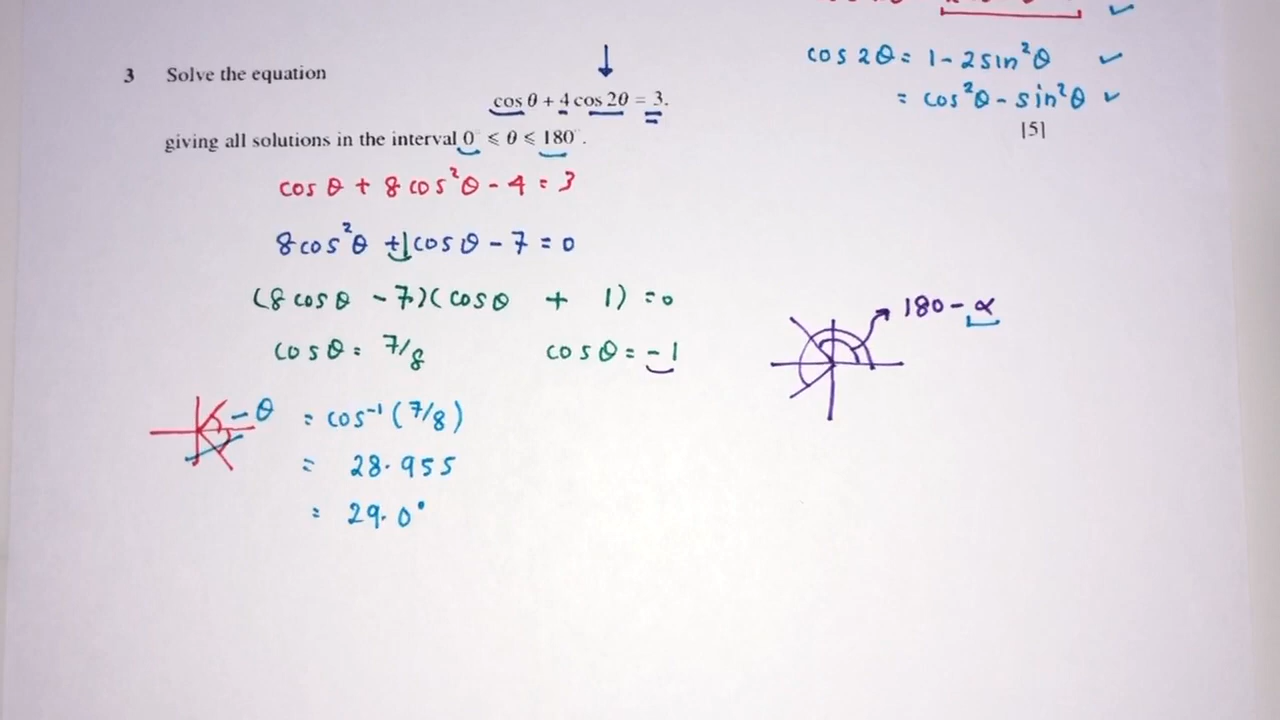 cos 2θ = 1 - 2 sin²θ ✓
= cos²θ - sin²θ ✓
3 Solve the equation
cos θ + 4 cos 2θ = 3.
giving all solutions in the interval 0° ≤ θ ≤ 180°.
[5]
cos θ + 8 cos²θ - 4 = 3
8 cos²θ + 1 cos θ - 7 = 0
(8 cos θ - 7)(cos θ + 1) = 0
cos θ = 7/8 cos θ = -1
180 - α
θ = cos⁻¹ (7/8)
= 28.955
= 29.0°